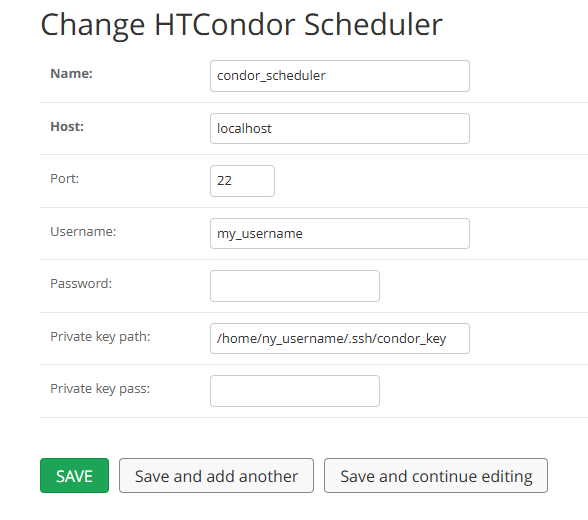 Change HTCondor Scheduler
Name: condor_scheduler
Host: localhost
Port: 22
Username: my_username
Password:
Private key path: /home/ny_username/.ssh/condor_key
Private key pass:
SAVE Save and add another Save and continue editing